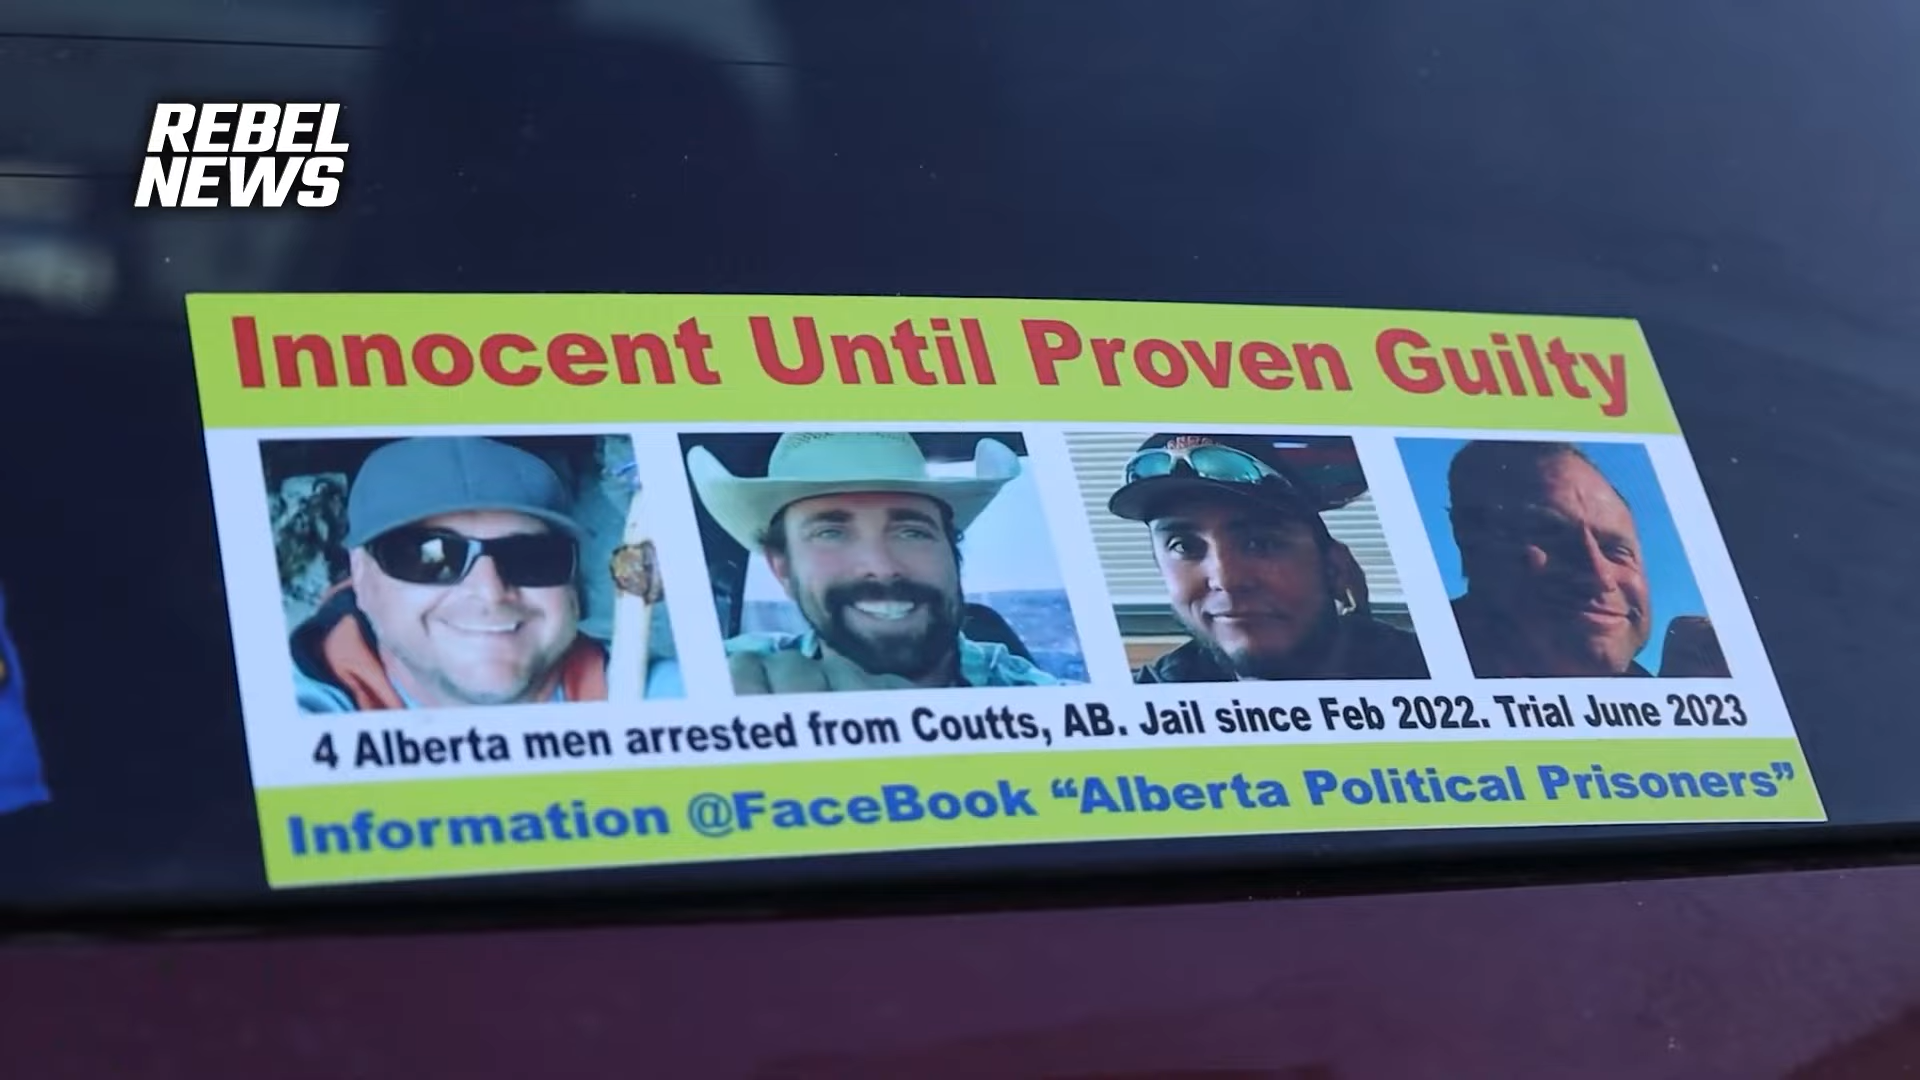 REBEL
NEWS
Innocent Until Proven Guilty
4 Alberta men arrested from Coutts, AB. Jail since Feb 2022. Trial June 2023
Information @FaceBook “Alberta Political Prisoners”